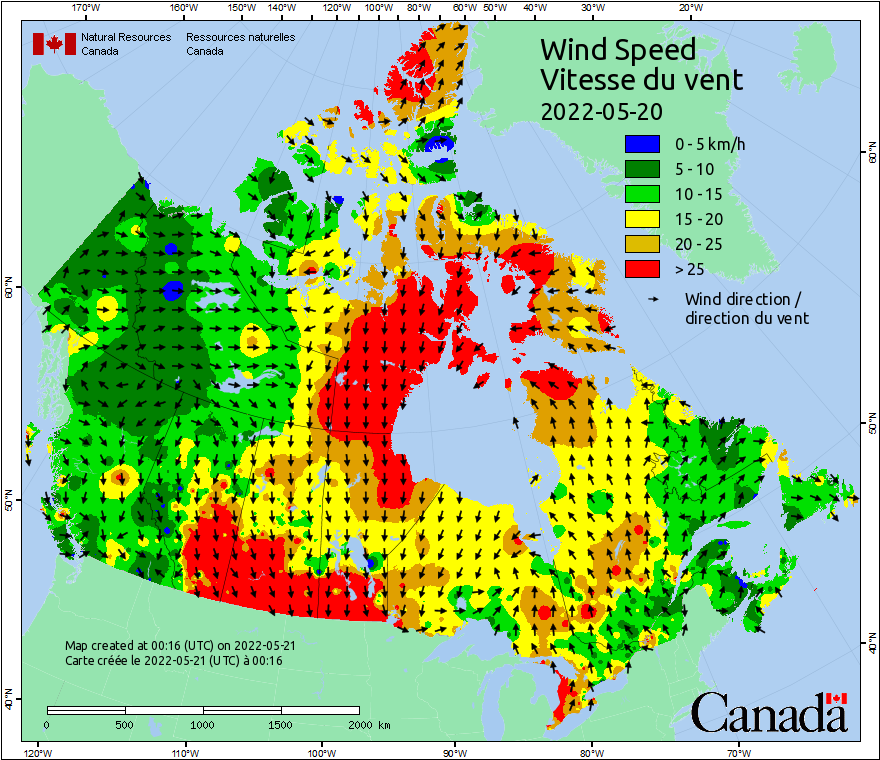 170°W 160°W 150°W 140°W 120°W 110°W 100°W 80°W 60°W 50°W 40°W 30°W 20°W
Natural Resources Ressources naturelles
Canada Canada
Wind Speed
Vitesse du vent
2022-05-20
0 - 5 km/h
5 - 10
10 - 15
15 - 20
20 - 25
> 25
Wind direction /
direction du vent
60°N
60°N
50°N
50°N
40°N
40°N
Map created at 00:16 (UTC) on 2022-05-21
Carte créée le 2022-05-21 (UTC) à 00:16
0 500 1000 1500 2000 km
Canada
120°W 110°W 100°W 90°W 80°W 70°W